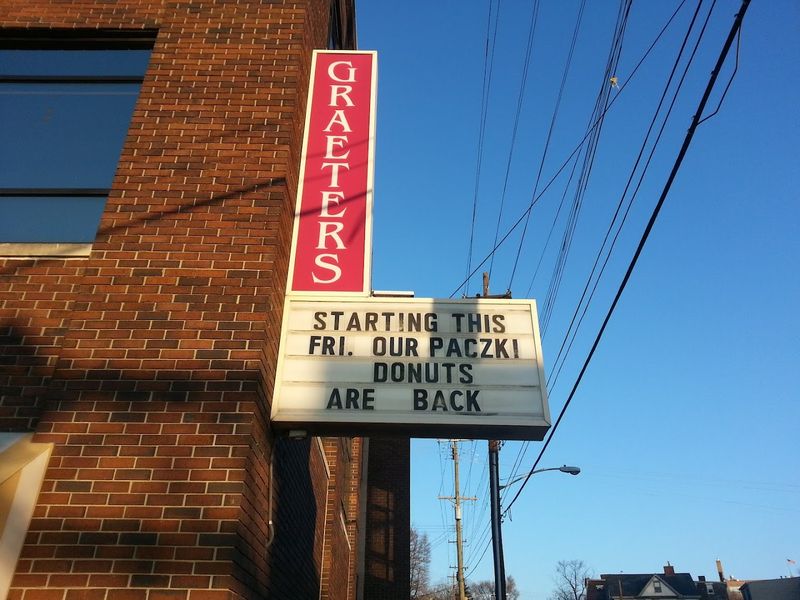 GRAETERS
STARTING THIS
FRI. OUR PACZKI
DONUTS
ARE BACK